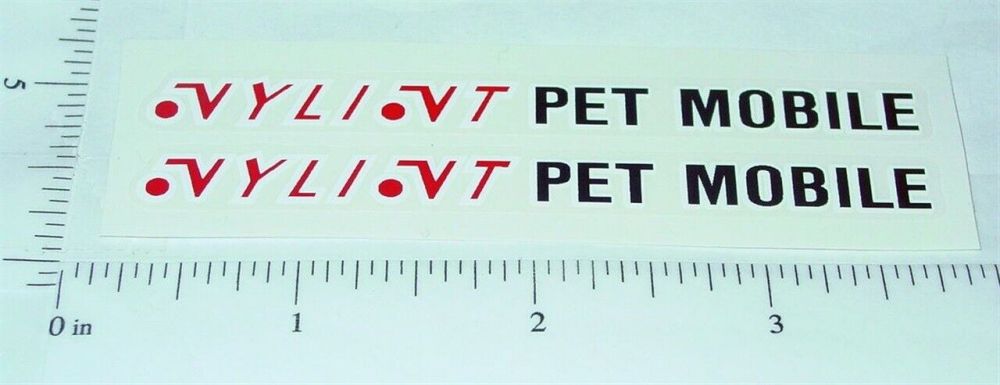 NYLINT PET MOBILE
NYLINT PET MOBILE
5
0 in 1 2 3